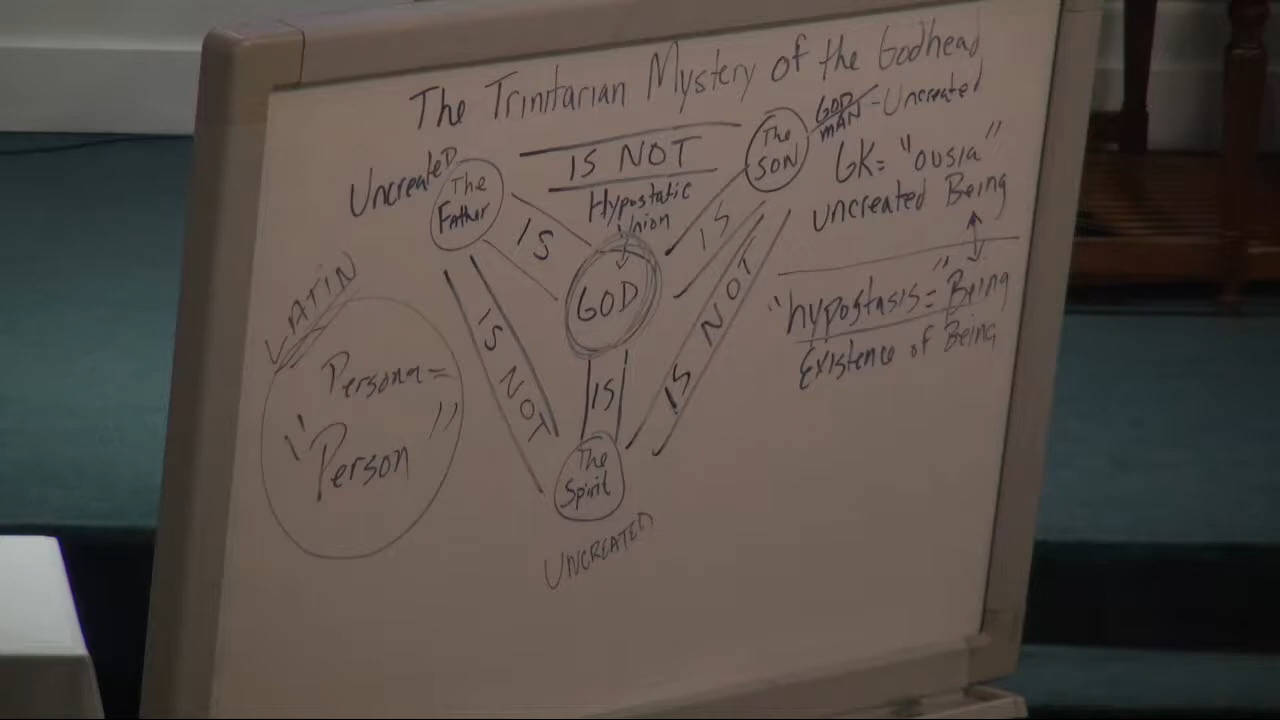 The Trinitarian Mystery of the Godhead
UncreateD
The
Father
IS NOT
Hypostatic
Union
The
SON
GOD
MAN
- Uncreated
GK= "ousia"
uncreated Being
"hypostasis=" Being
Existence of Being
IS
IS
GOD
IS NOT
IS
IS NOT
The
Spirit
UNCREATED
LATIN
Persona=
"Person"